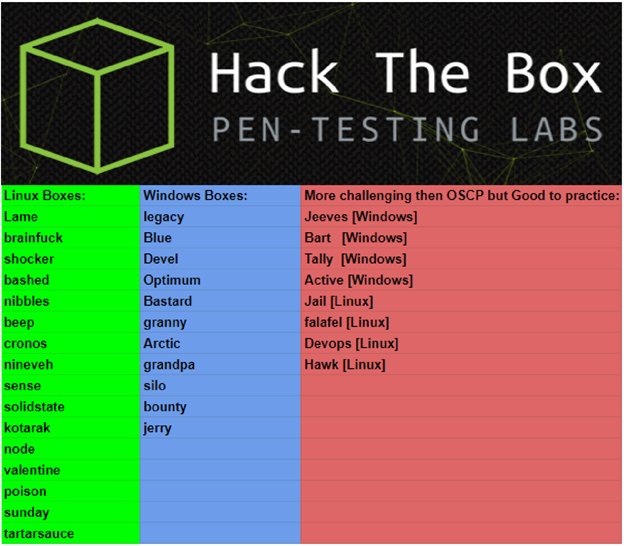 Hack The Box
PEN-TESTING LABS
Linux Boxes: Windows Boxes: More challenging then OSCP but Good to practice:
Lame legacy Jeeves [Windows]
brainfuck Blue Bart [Windows]
shocker Devel Tally [Windows]
bashed Optimum Active [Windows]
nibbles Bastard Jail [Linux]
beep granny falafel [Linux]
cronos Arctic Devops [Linux]
nineveh grandpa Hawk [Linux]
sense silo
solidstate bounty
kotarak jerry
node
valentine
poison
sunday
tartarsauce